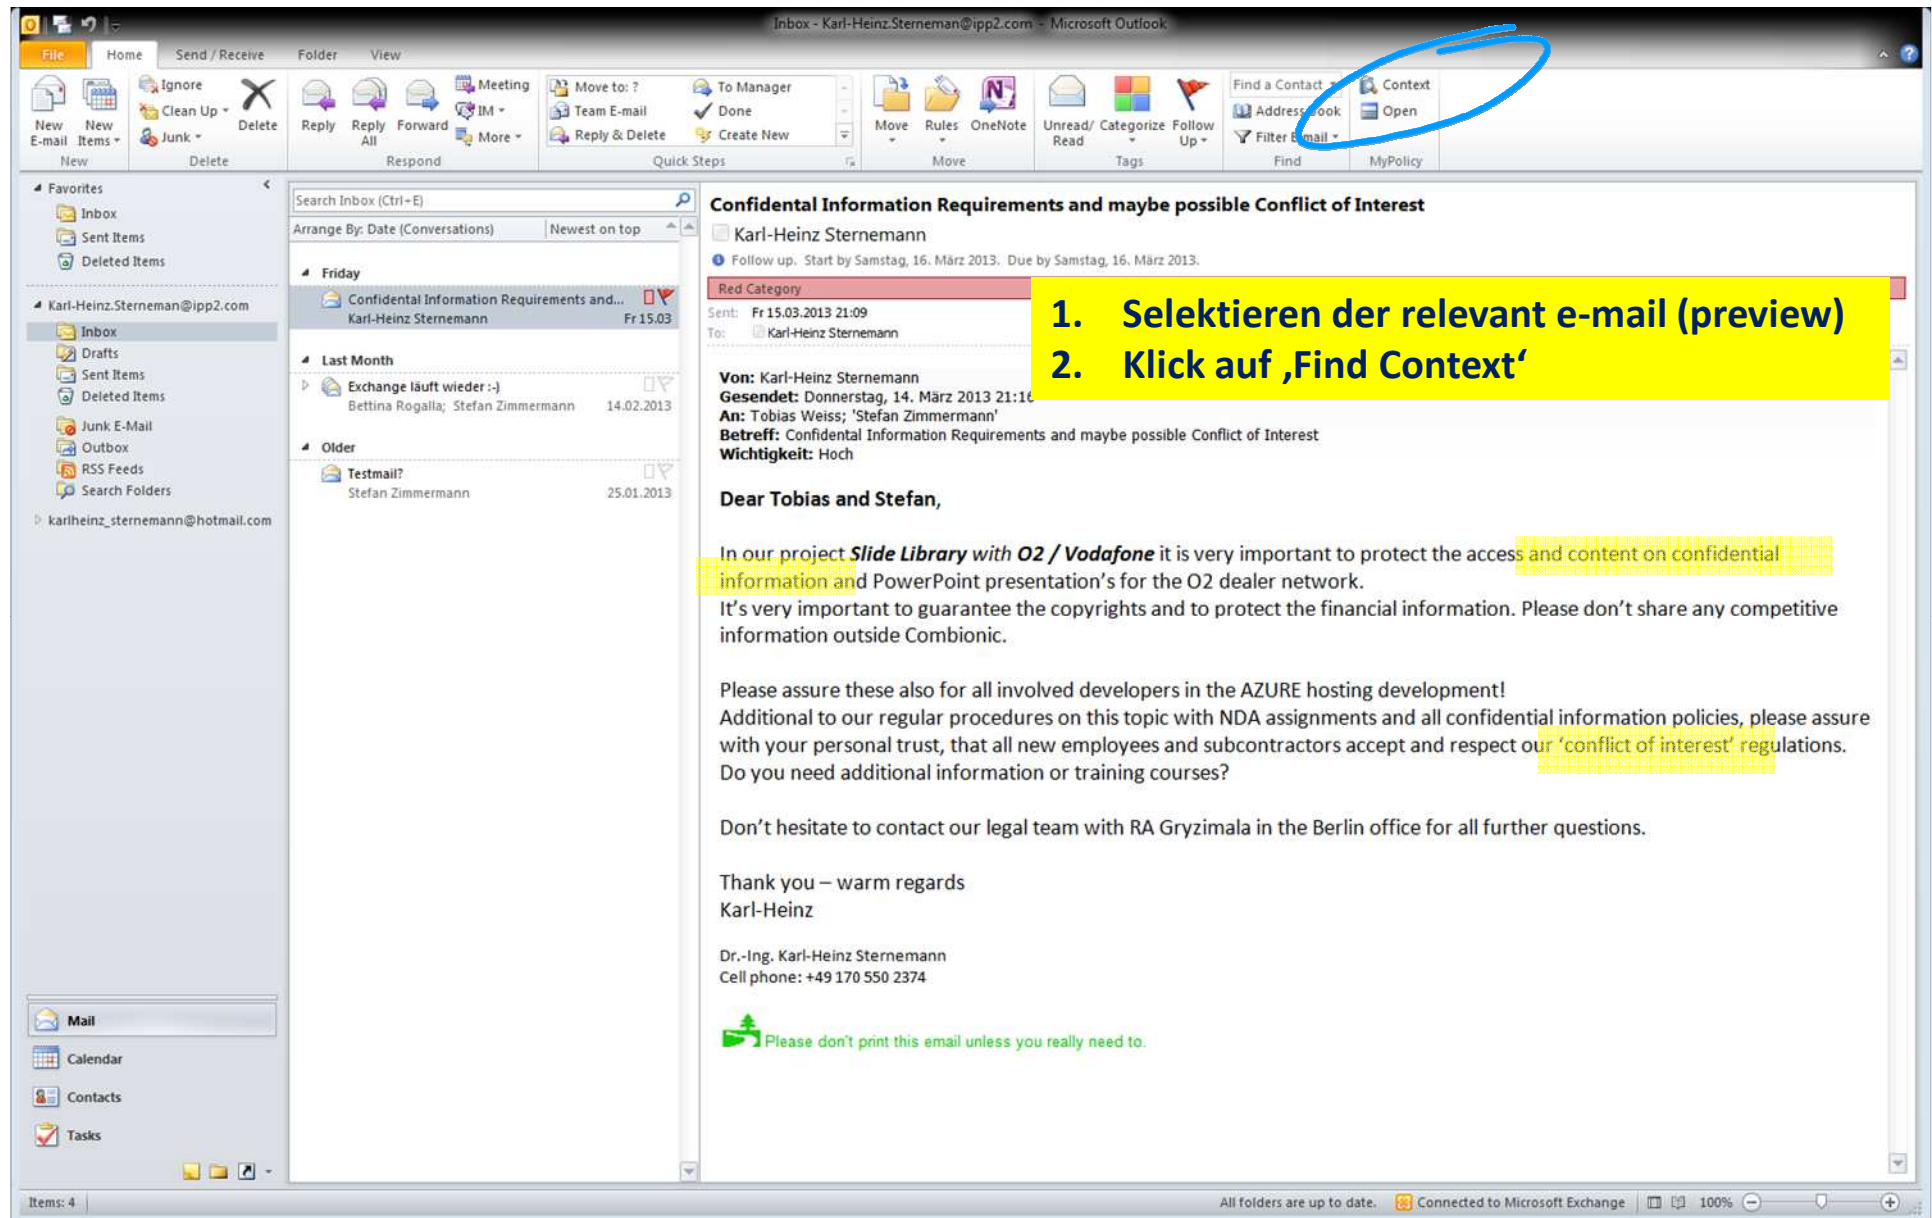 Inbox - Karl-Heinz.Sterneman@ipp2.com - Microsoft Outlook
File Home Send / Receive Folder View
New E-mail
New Items
New
Ignore
Clean Up
Junk
Delete
Delete
Reply
Reply All
Forward
Meeting
IM
More
Respond
Move to: ?
Team E-mail
Reply & Delete
To Manager
Done
Create New
Quick Steps
Move
Rules
OneNote
Move
Unread/ Read
Categorize
Follow Up
Tags
Find a Contact
Address Book
Filter E-mail
Find
Context
Open
MyPolicy
Favorites
Inbox
Sent Items
Deleted Items
Karl-Heinz.Sterneman@ipp2.com
Inbox
Drafts
Sent Items
Deleted Items
Junk E-Mail
Outbox
RSS Feeds
Search Folders
karlheinz_sternemann@hotmail.com
Mail
Calendar
Contacts
Tasks
Search Inbox (Ctrl+E)
Arrange By: Date (Conversations) Newest on top
Friday
Confidental Information Requirements and...
Karl-Heinz Sternemann Fr 15.03
Last Month
Exchange läuft wieder :-)
Bettina Rogalla; Stefan Zimmermann 14.02.2013
Older
Testmail?
Stefan Zimmermann 25.01.2013
Confidental Information Requirements and maybe possible Conflict of Interest
Karl-Heinz Sternemann
Follow up. Start by Samstag, 16. März 2013. Due by Samstag, 16. März 2013.
Red Category
Sent: Fr 15.03.2013 21:09
To: Karl-Heinz Sternemann
1. Selektieren der relevant e-mail (preview)
2. Klick auf ‚Find Context‘
Von: Karl-Heinz Sternemann
Gesendet: Donnerstag, 14. März 2013 21:16
An: Tobias Weiss; 'Stefan Zimmermann'
Betreff: Confidental Information Requirements and maybe possible Conflict of Interest
Wichtigkeit: Hoch
Dear Tobias and Stefan,
In our project Slide Library with O2 / Vodafone it is very important to protect the access and content on confidential
information and PowerPoint presentation’s for the O2 dealer network.
It’s very important to guarantee the copyrights and to protect the financial information. Please don’t share any competitive
information outside Combionic.
Please assure these also for all involved developers in the AZURE hosting development!
Additional to our regular procedures on this topic with NDA assignments and all confidential information policies, please assure
with your personal trust, that all new employees and subcontractors accept and respect our ‘conflict of interest’ regulations.
Do you need additional information or training courses?
Don’t hesitate to contact our legal team with RA Gryzimala in the Berlin office for all further questions.
Thank you – warm regards
Karl-Heinz
Dr.-Ing. Karl-Heinz Sternemann
Cell phone: +49 170 550 2374
Please don't print this email unless you really need to.
Items: 4
All folders are up to date. Connected to Microsoft Exchange 100%